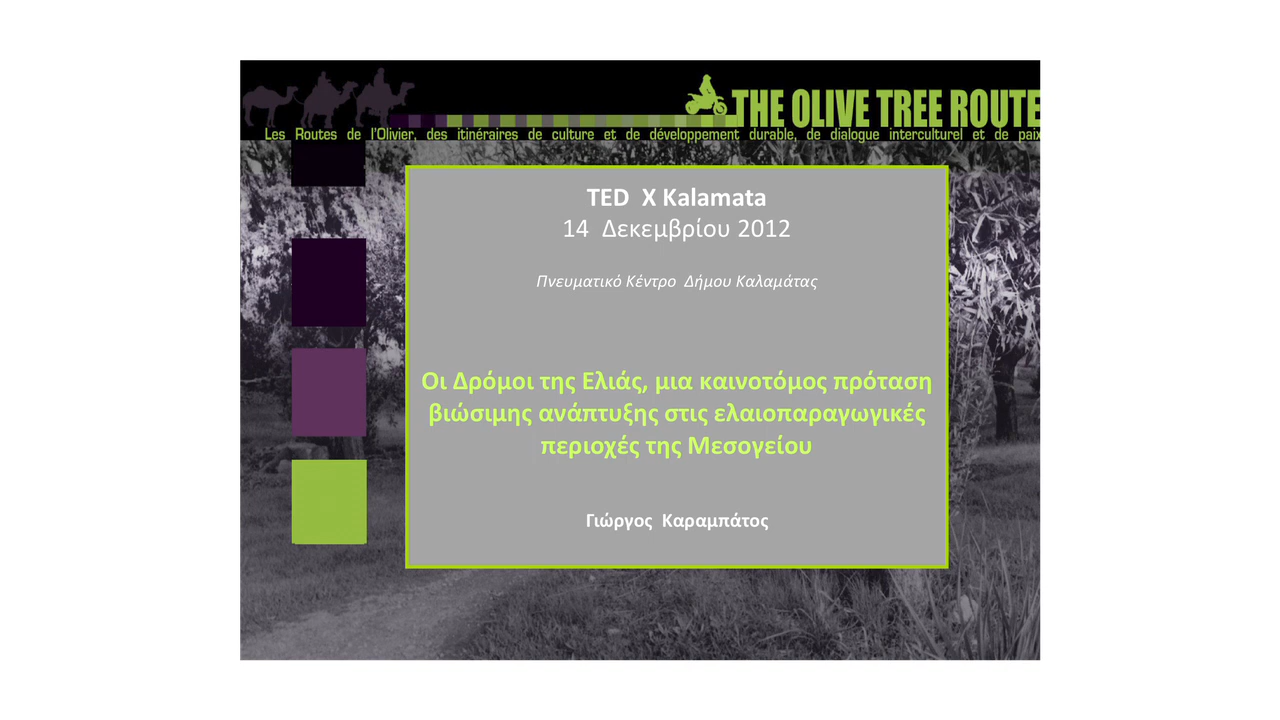 THE OLIVE TREE ROUTE
Les Routes de l'Olivier, des itinéraires de culture et de développement durable, de dialogue interculturel et de paix
TED X Kalamata
14 Δεκεμβρίου 2012
Πνευματικό Κέντρο Δήμου Καλαμάτας
Οι Δρόμοι της Ελιάς, μια καινοτόμος πρόταση
βιώσιμης ανάπτυξης στις ελαιοπαραγωγικές
περιοχές της Μεσογείου
Γιώργος Καραμπάτος